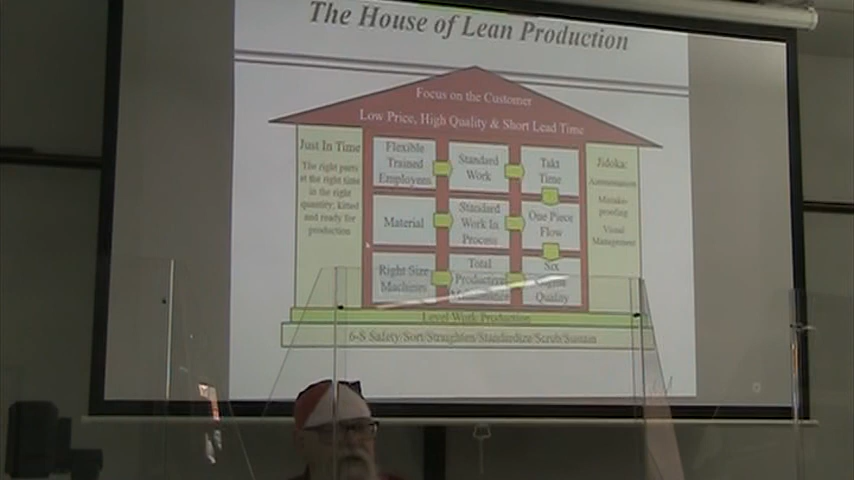 The House of Lean Production
Focus on the Customer
Low Price, High Quality & Short Lead Time
Just In Time
The right parts
at the right time
in the right
quantity; kitted
and ready for
production
Flexible
Trained
Employees
Standard
Work
Takt
Time
Material
Standard
Work In
Process
One Piece
Flow
Right Size
Machines
Total
Productive
Maintenance
Six
Sigma
Quality
Jidoka:
Autonomation
Mistake
proofing
Visual
Management
Level Work Production
6-S Safety/Sort/Straighten/Standardize/Scrub/Sustain